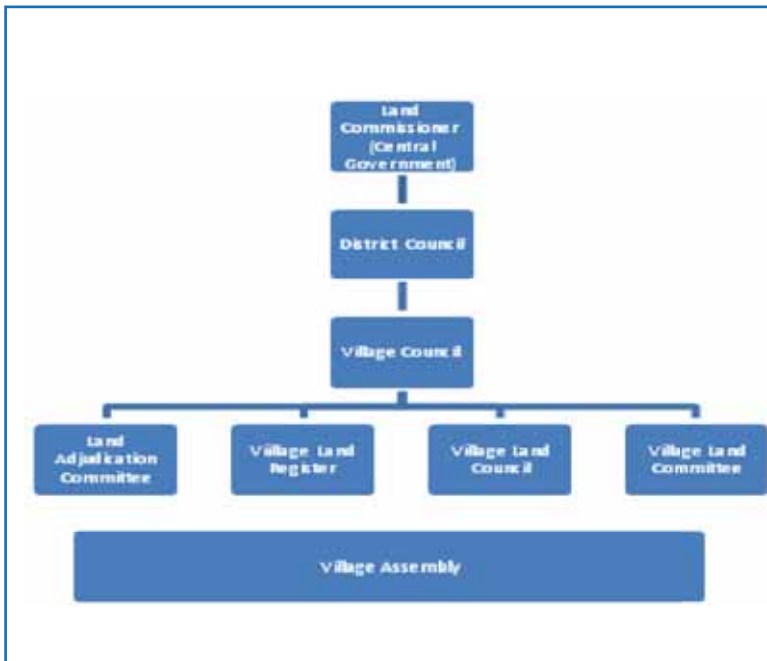 Land
Commissioner
(Central
Government)
District Council
Village Council
Land
Adjudication
Committee
Village Land
Register
Village Land
Council
Village Land
Committee
Village Assembly